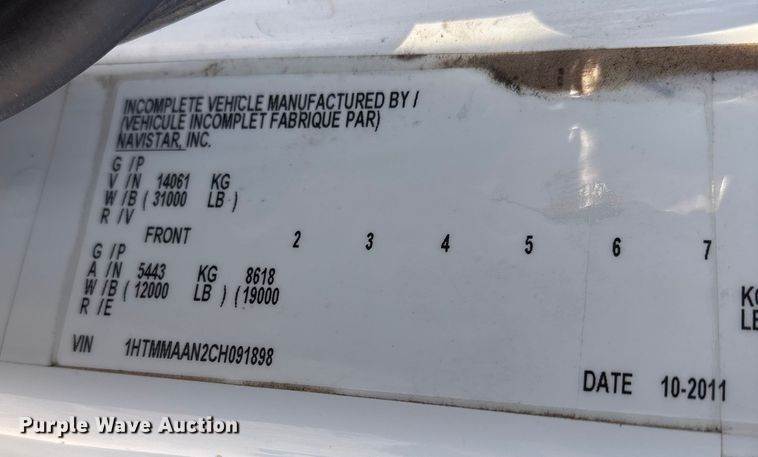 INCOMPLETE VEHICLE MANUFACTURED BY /
(VEHICULE INCOMPLET FABRIQUE PAR)
NAVISTAR, INC.
G /P
V /N 14061 KG
W /B ( 31000 LB )
R /V
FRONT 2 3 4 5 6 7
G /P
A /N 5443 KG 8618
W /B ( 12000 LB ) (19000
R /E
KG
LB
VIN 1HTMMAAN2CH091898
DATE 10-2011
Purple Wave Auction